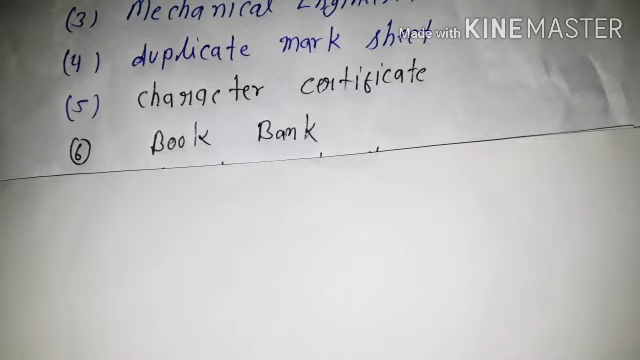 (3) Mechanical
Made with KINEMASTER
(4) duplicate mark sheet
(5) character certificate
⑥ Book Bank